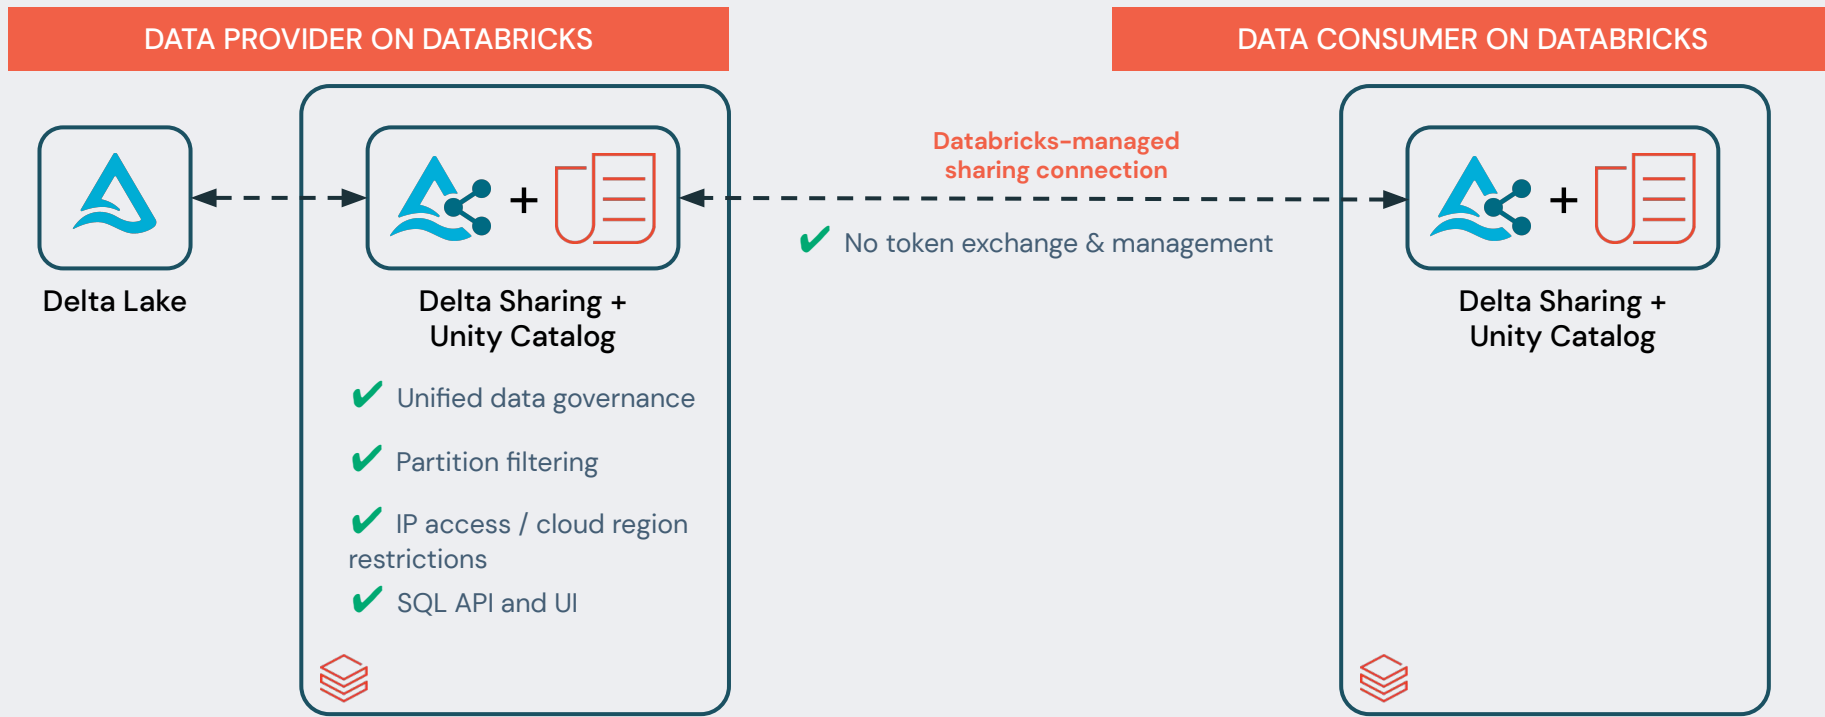 DATA PROVIDER ON DATABRICKS
DATA CONSUMER ON DATABRICKS
Delta Lake
+
Delta Sharing +
Unity Catalog
✔ Unified data governance
✔ Partition filtering
✔ IP access / cloud region
restrictions
✔ SQL API and UI
Databricks-managed
sharing connection
✔ No token exchange & management
+
Delta Sharing +
Unity Catalog